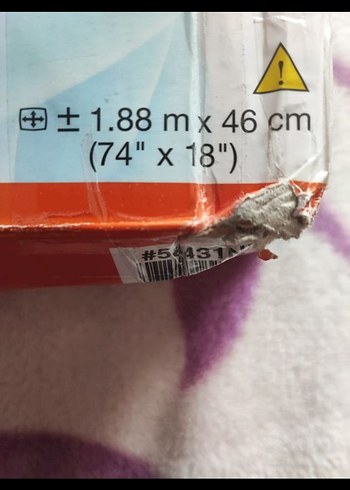 ± 1.88 m x 46 cm
(74" x 18")